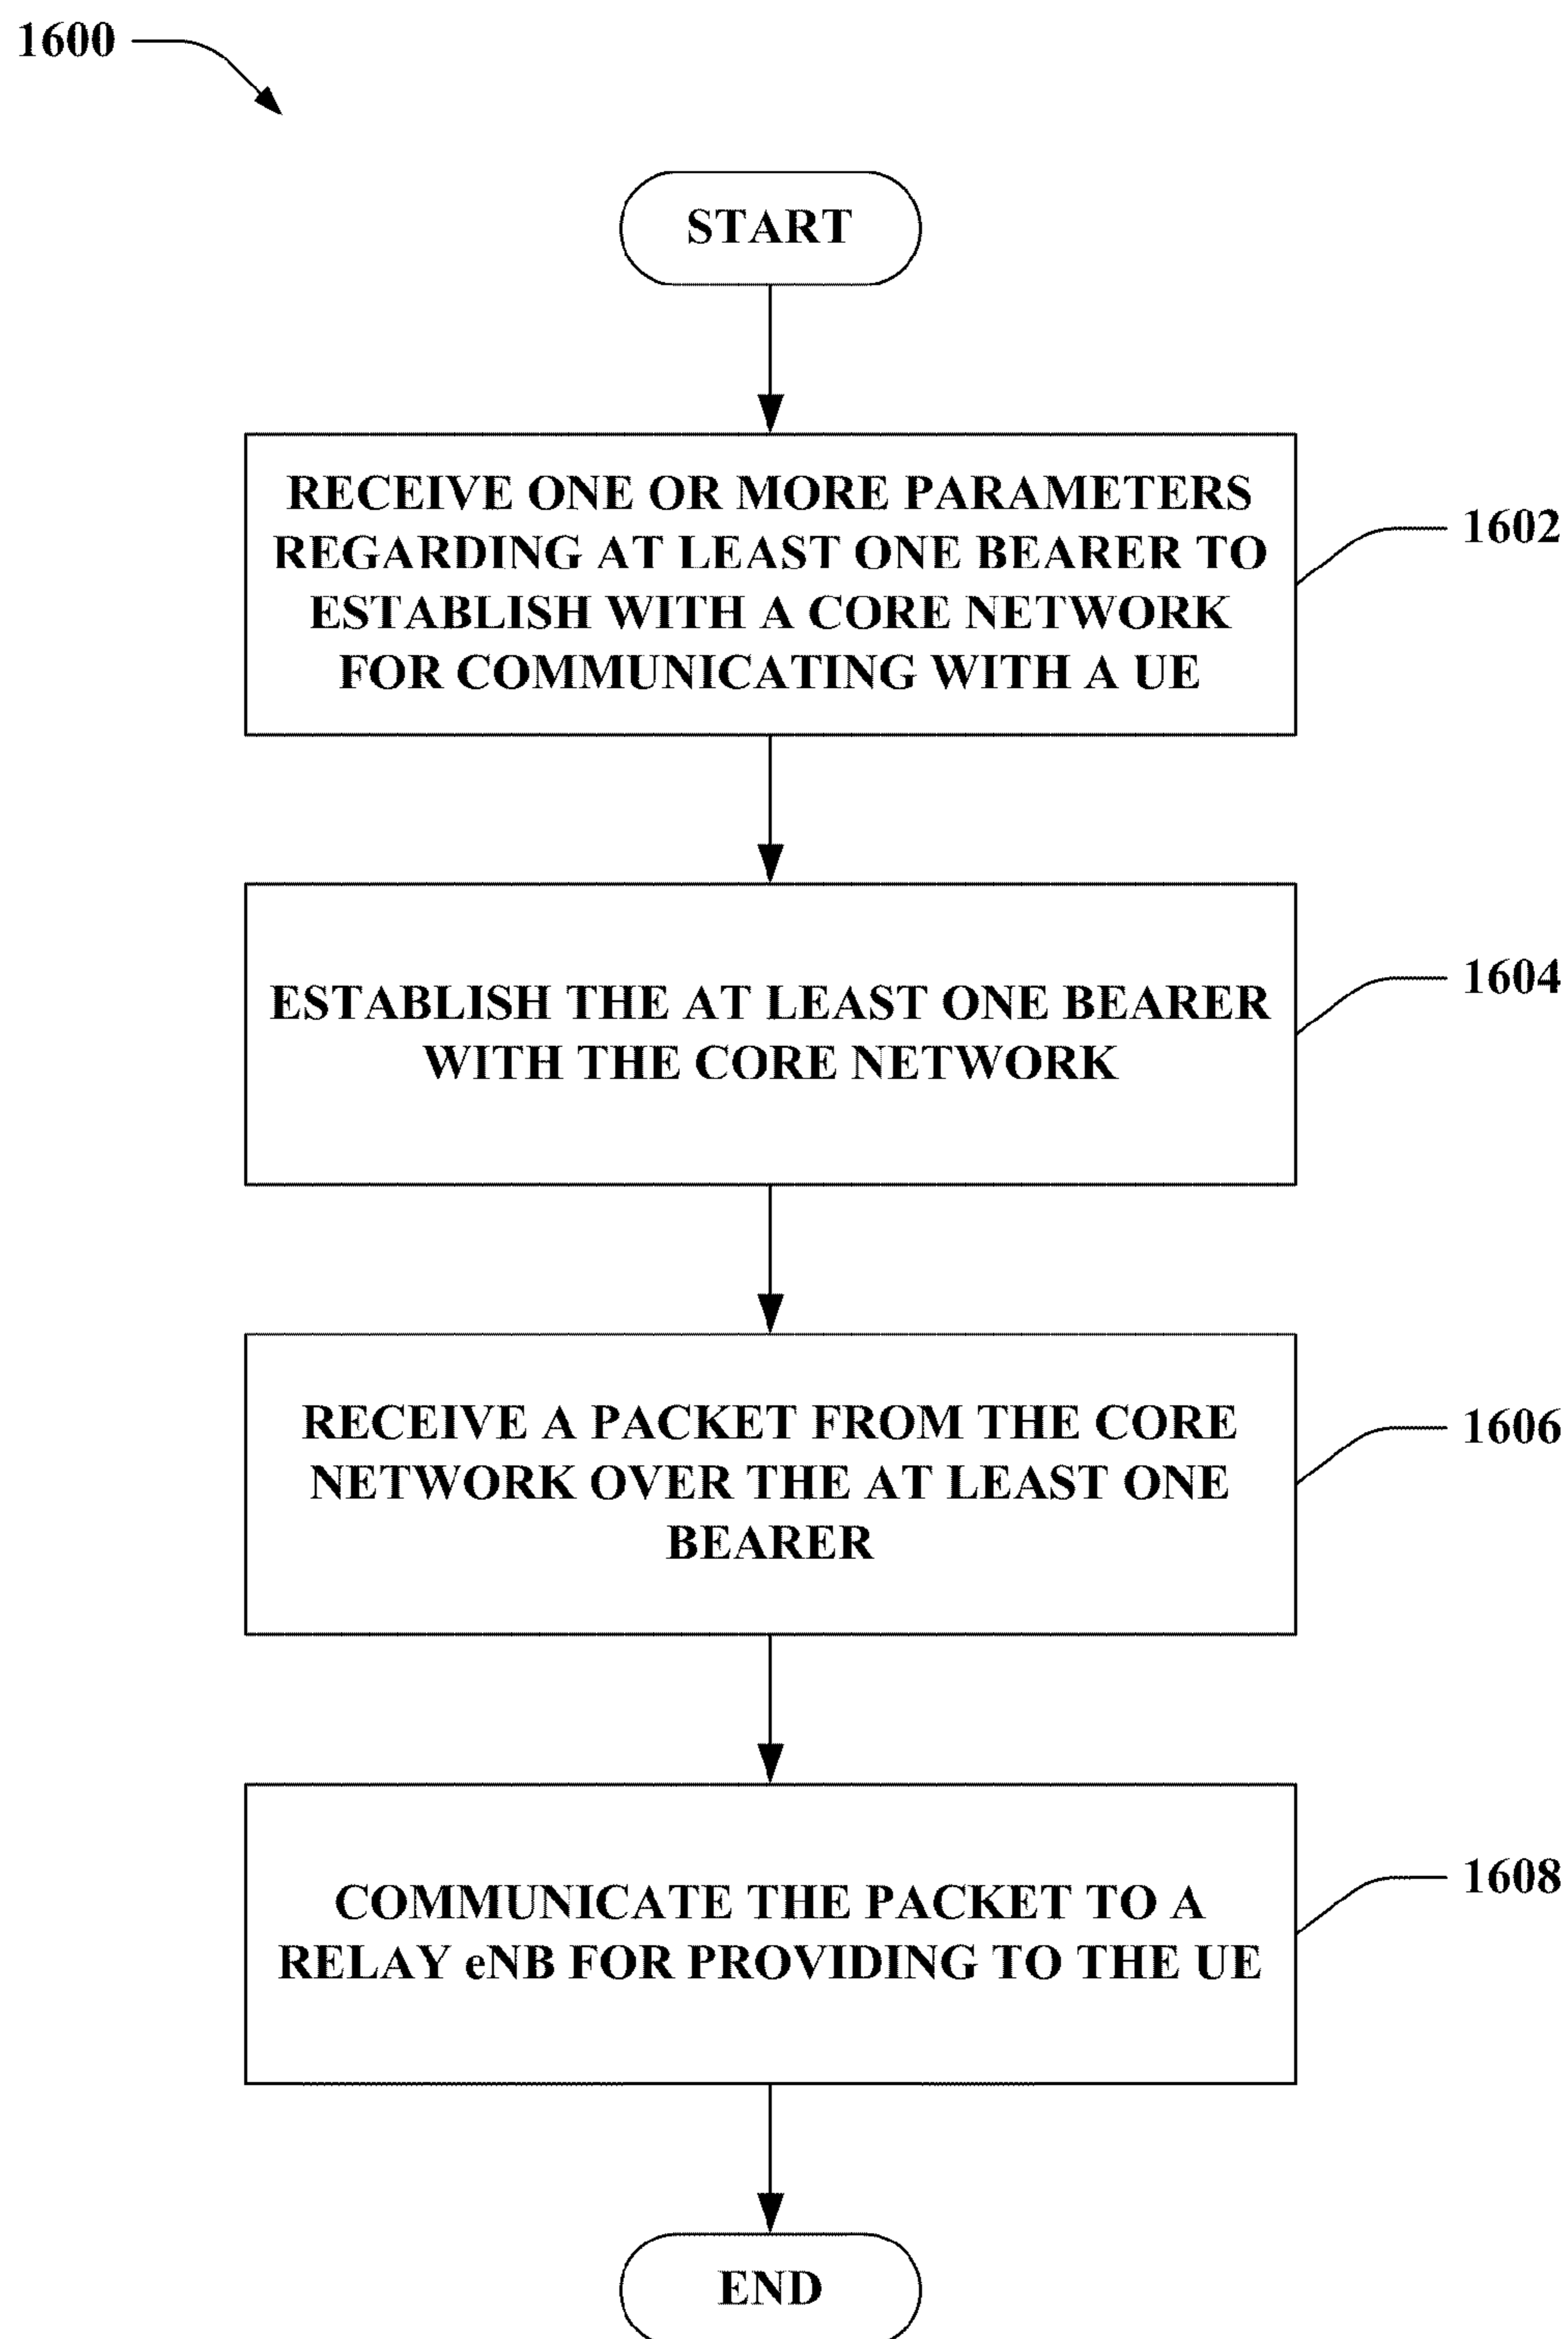 1600
START
RECEIVE ONE OR MORE PARAMETERS
REGARDING AT LEAST ONE BEARER TO
ESTABLISH WITH A CORE NETWORK
FOR COMMUNICATING WITH A UE
1602
ESTABLISH THE AT LEAST ONE BEARER
WITH THE CORE NETWORK
1604
RECEIVE A PACKET FROM THE CORE
NETWORK OVER THE AT LEAST ONE
BEARER
1606
COMMUNICATE THE PACKET TO A
RELAY eNB FOR PROVIDING TO THE UE
1608
END